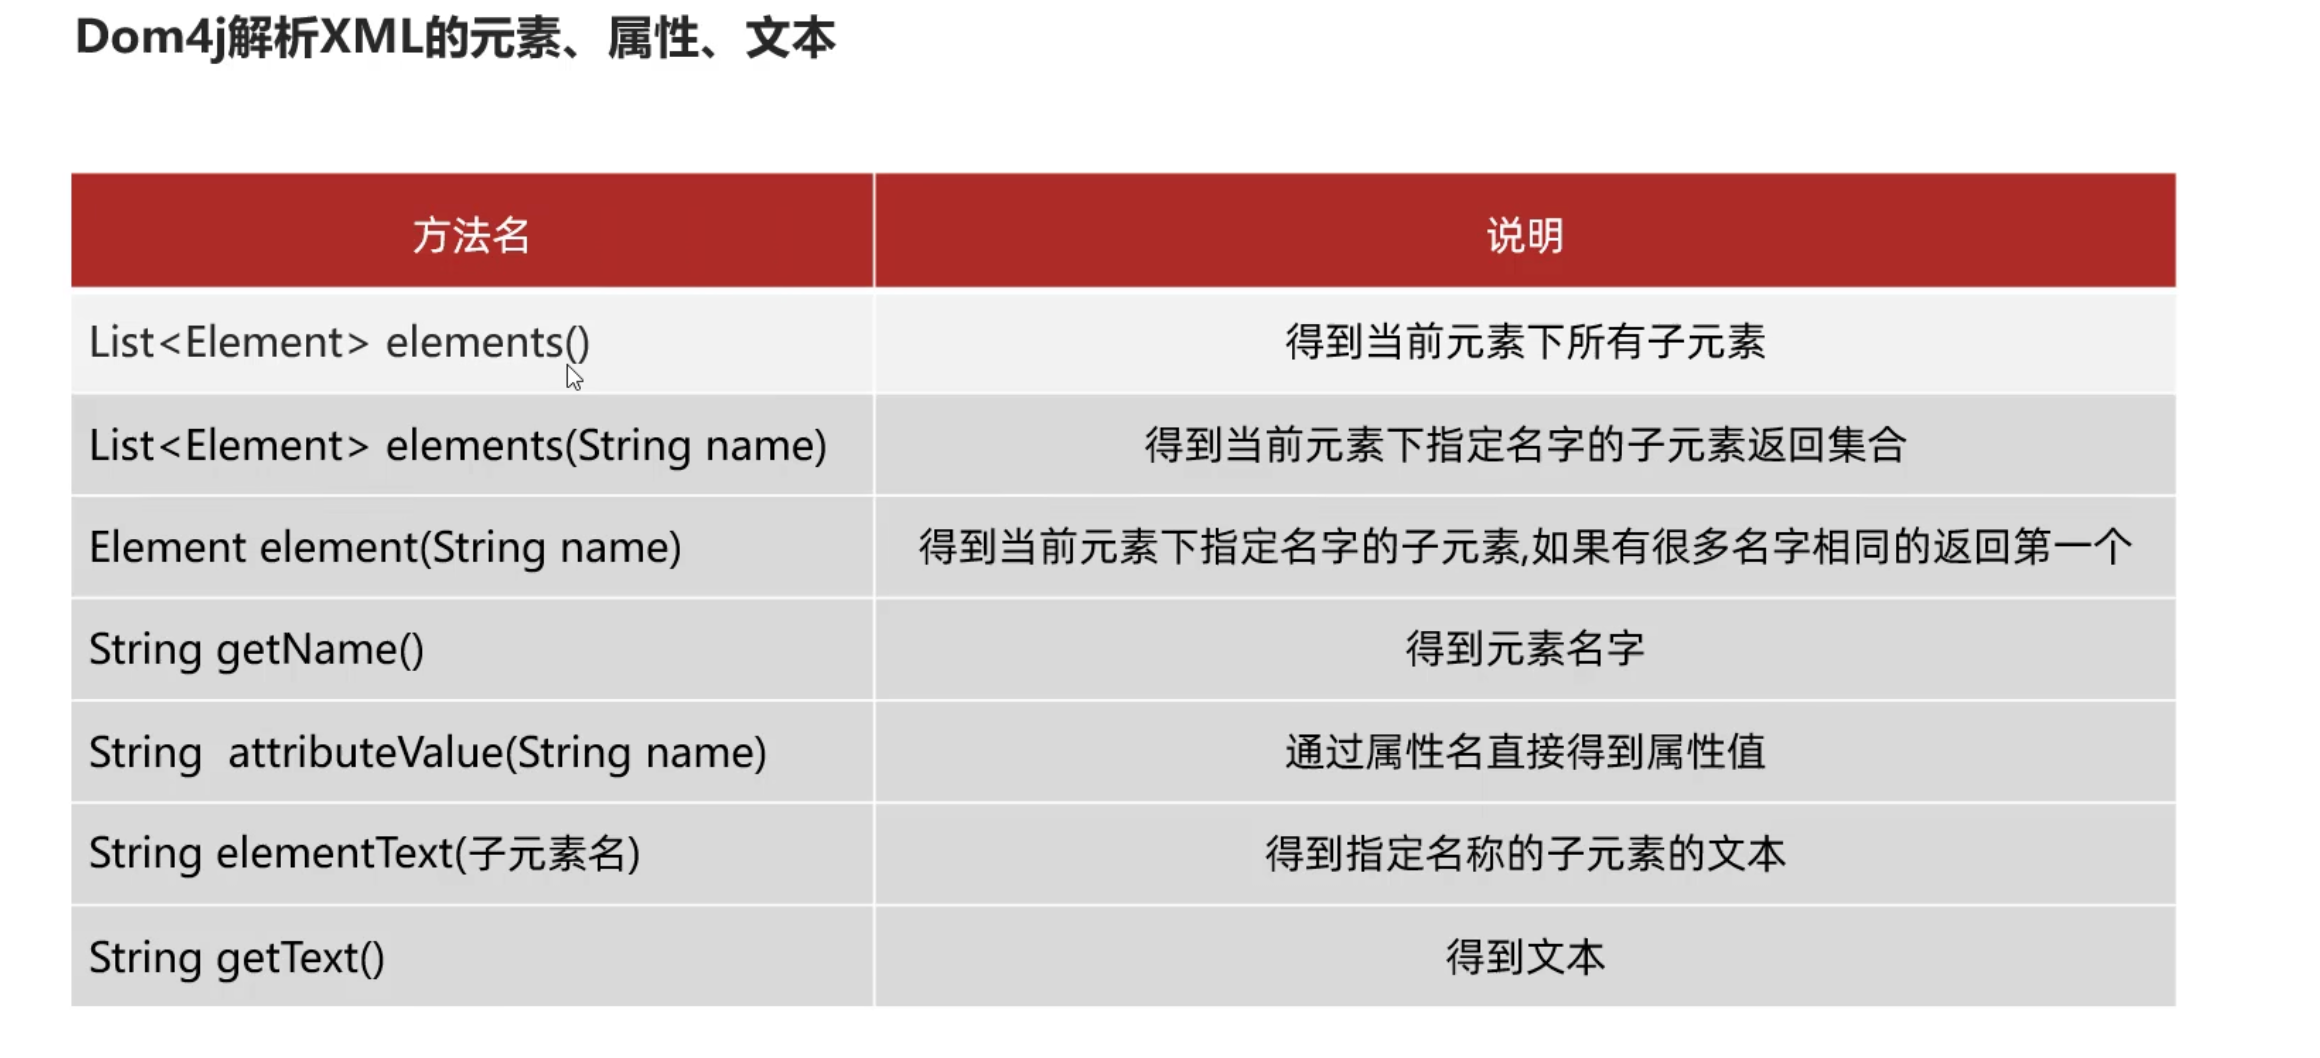 Dom4j解析XML的元素、属性、文本
方法名 说明
List<Element> elements() 得到当前元素下所有子元素
List<Element> elements(String name) 得到当前元素下指定名字的子元素返回集合
Element element(String name) 得到当前元素下指定名字的子元素,如果有很多名字相同的返回第一个
String getName() 得到元素名字
String  attributeValue(String name) 通过属性名直接得到属性值
String elementText(子元素名) 得到指定名称的子元素的文本
String getText() 得到文本